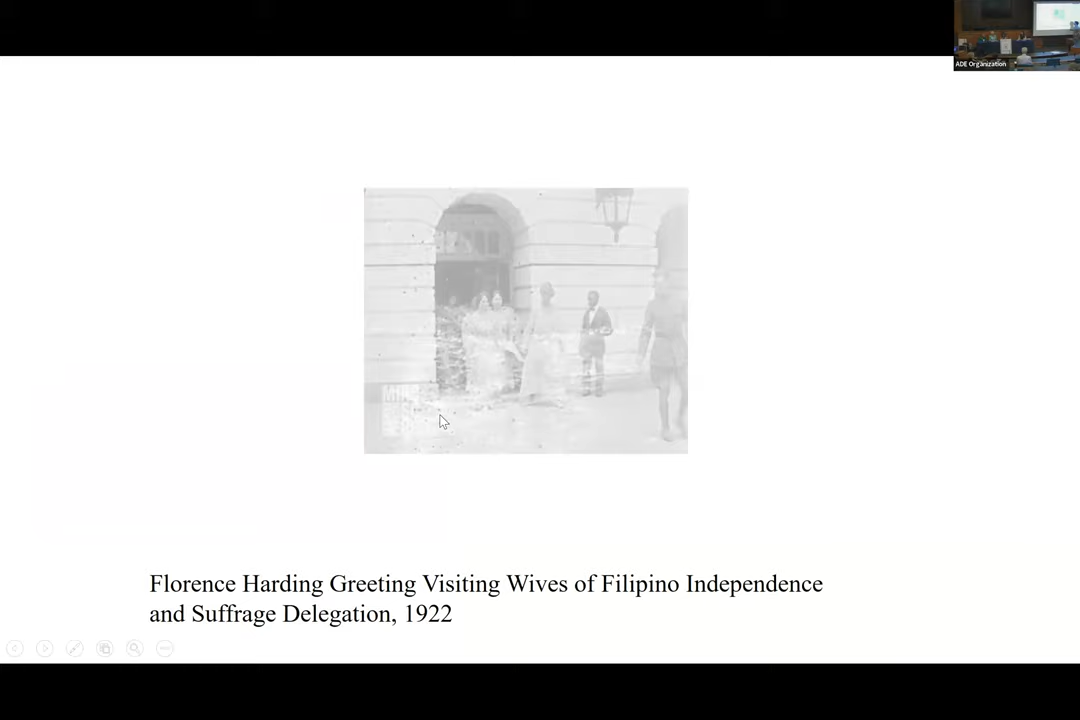 ADE Organization
Florence Harding Greeting Visiting Wives of Filipino Independence
and Suffrage Delegation, 1922